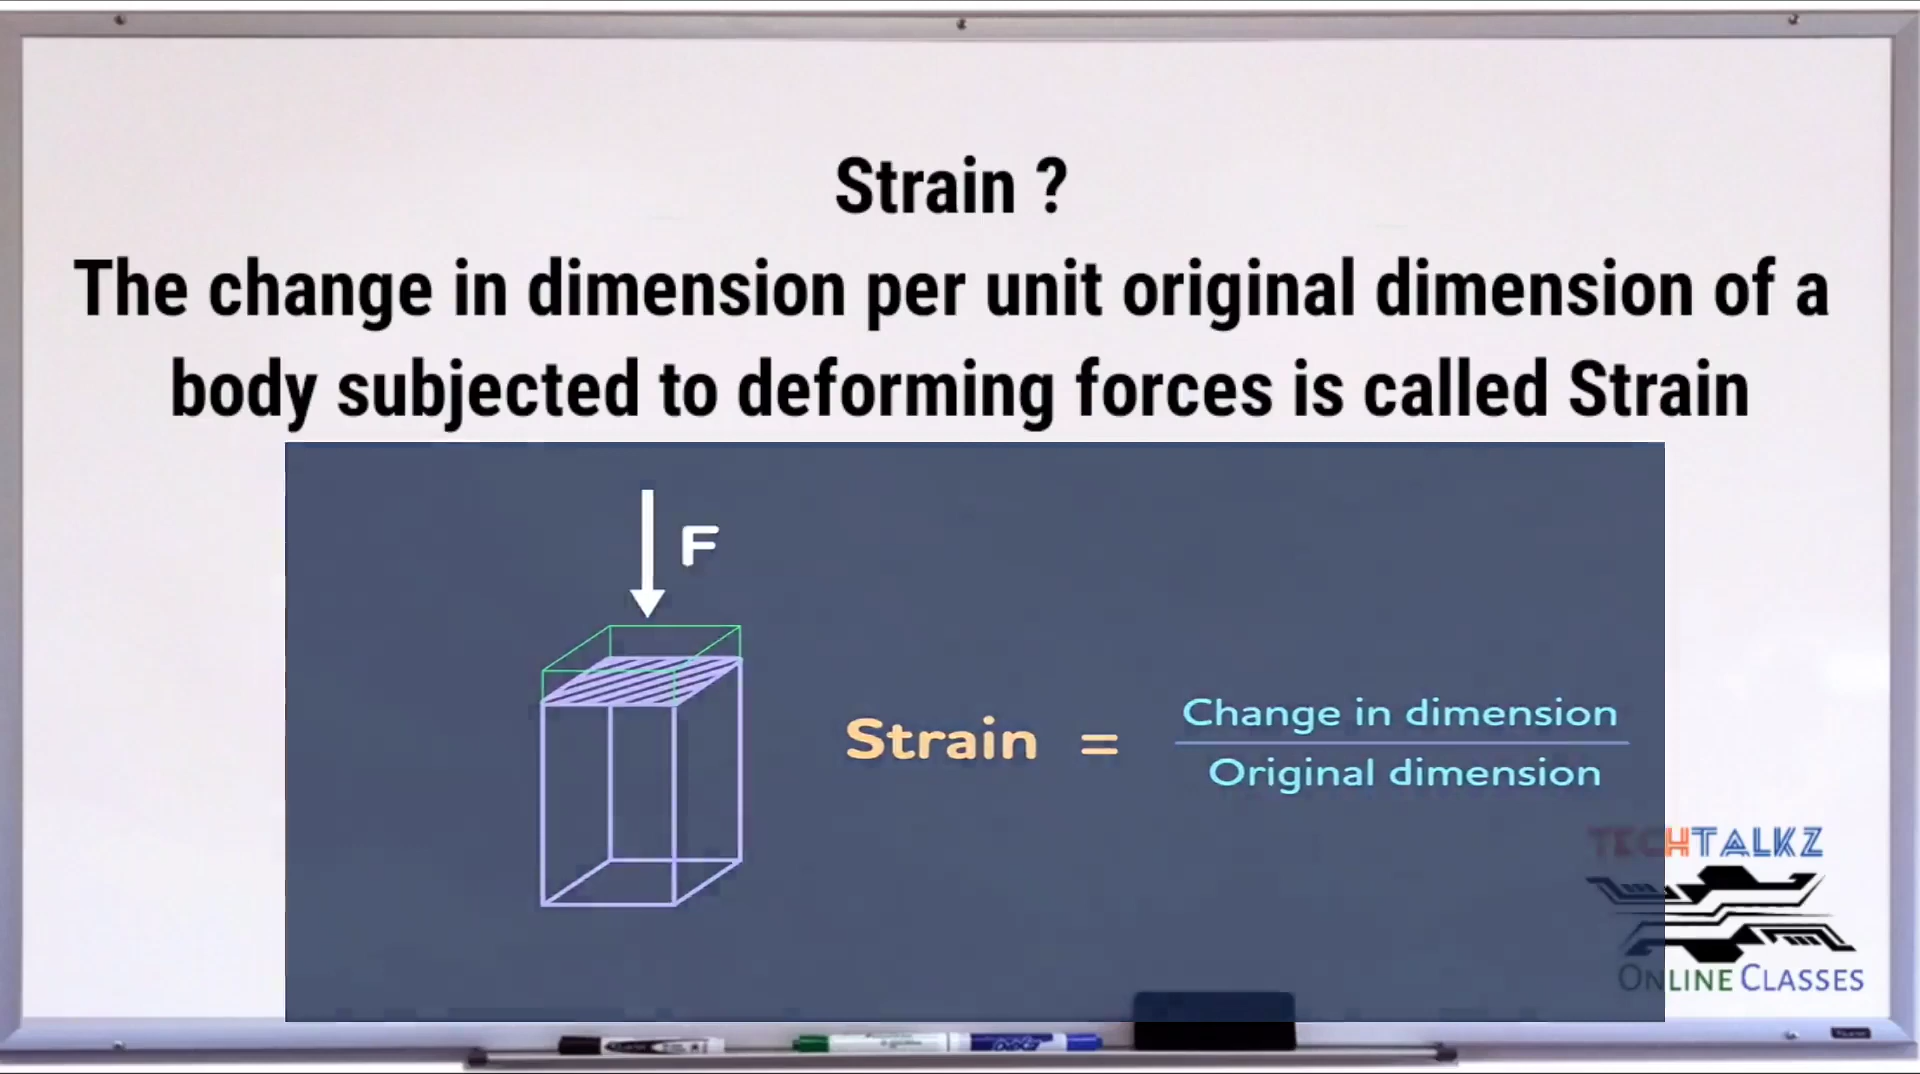 Strain ?
The change in dimension per unit original dimension of a
body subjected to deforming forces is called Strain
F
Strain = Change in dimension
Original dimension
TECHTALKZ
ONLINE CLASSES